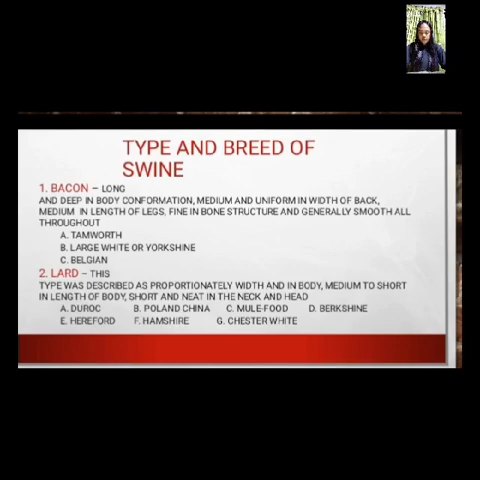 TYPE AND BREED OF
SWINE
1. BACON – LONG
AND DEEP IN BODY CONFORMATION, MEDIUM AND UNIFORM IN WIDTH OF BACK,
MEDIUM IN LENGTH OF LEGS, FINE IN BONE STRUCTURE AND GENERALLY SMOOTH ALL
THROUGHOUT
A. TAMWORTH
B. LARGE WHITE OR YORKSHINE
C. BELGIAN
2. LARD – THIS
TYPE WAS DESCRIBED AS PROPORTIONATELY WIDTH AND IN BODY, MEDIUM TO SHORT
IN LENGTH OF BODY, SHORT AND NEAT IN THE NECK AND HEAD
A. DUROC B. POLAND CHINA C. MULE-FOOD D. BERKSHINE
E. HEREFORD F. HAMSHIRE G. CHESTER WHITE